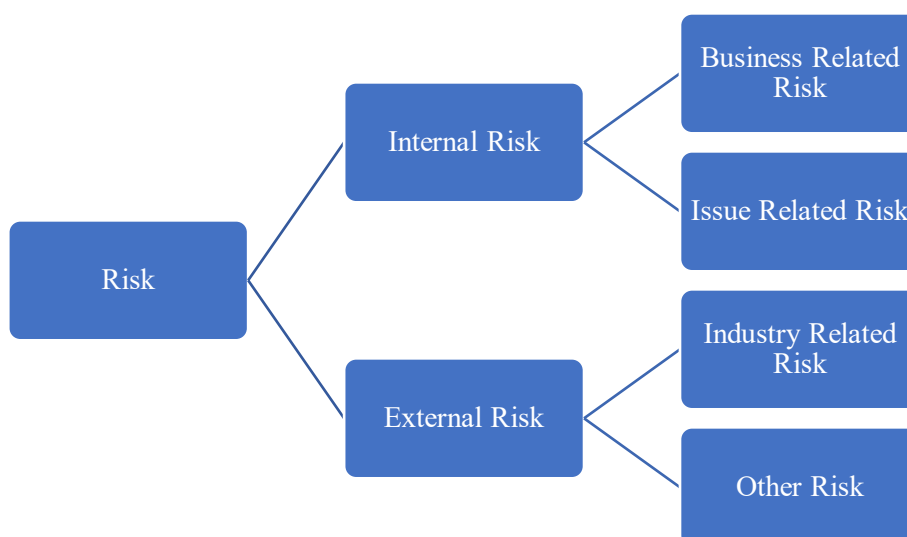 Business Related
Risk
Internal Risk
Issue Related Risk
Risk
Industry Related
Risk
External Risk
Other Risk